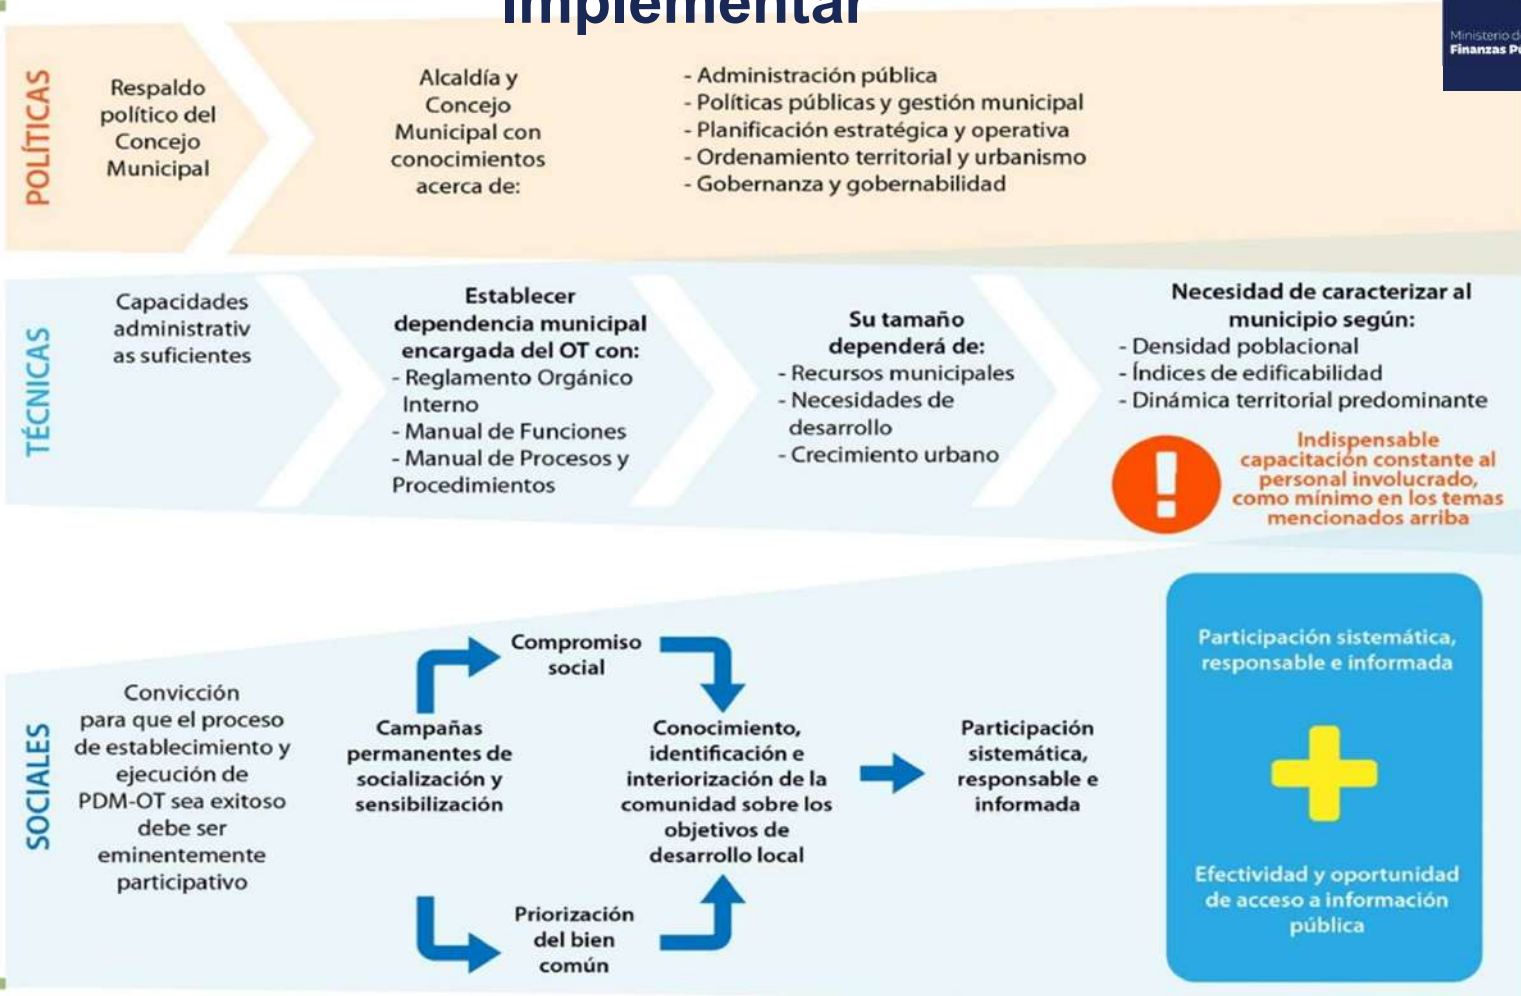 Implementar
Ministerio de
Finanzas Pú
POLÍTICAS
Respaldo
político del
Concejo
Municipal
Alcaldía y
Concejo
Municipal con
conocimientos
acerca de:
- Administración pública
- Políticas públicas y gestión municipal
- Planificación estratégica y operativa
- Ordenamiento territorial y urbanismo
- Gobernanza y gobernabilidad
TÉCNICAS
Capacidades
administrativ
as suficientes
Establecer
dependencia municipal
encargada del OT con:
- Reglamento Orgánico
Interno
- Manual de Funciones
- Manual de Procesos y
Procedimientos
Su tamaño
dependerá de:
- Recursos municipales
- Necesidades de
desarrollo
- Crecimiento urbano
Necesidad de caracterizar al
municipio según:
- Densidad poblacional
- Índices de edificabilidad
- Dinámica territorial predominante
!
Indispensable
capacitación constante al
personal involucrado,
como mínimo en los temas
mencionados arriba
SOCIALES
Convicción
para que el proceso
de establecimiento y
ejecución de
PDM-OT sea exitoso
debe ser
eminentemente
participativo
Campañas
permanentes de
socialización y
sensibilización
Compromiso
social
Priorización
del bien
común
Conocimiento,
identificación e
interiorización de la
comunidad sobre los
objetivos de
desarrollo local
Participación
sistemática,
responsable e
informada
Participación sistemática,
responsable e informada
Efectividad y oportunidad
de acceso a información
pública